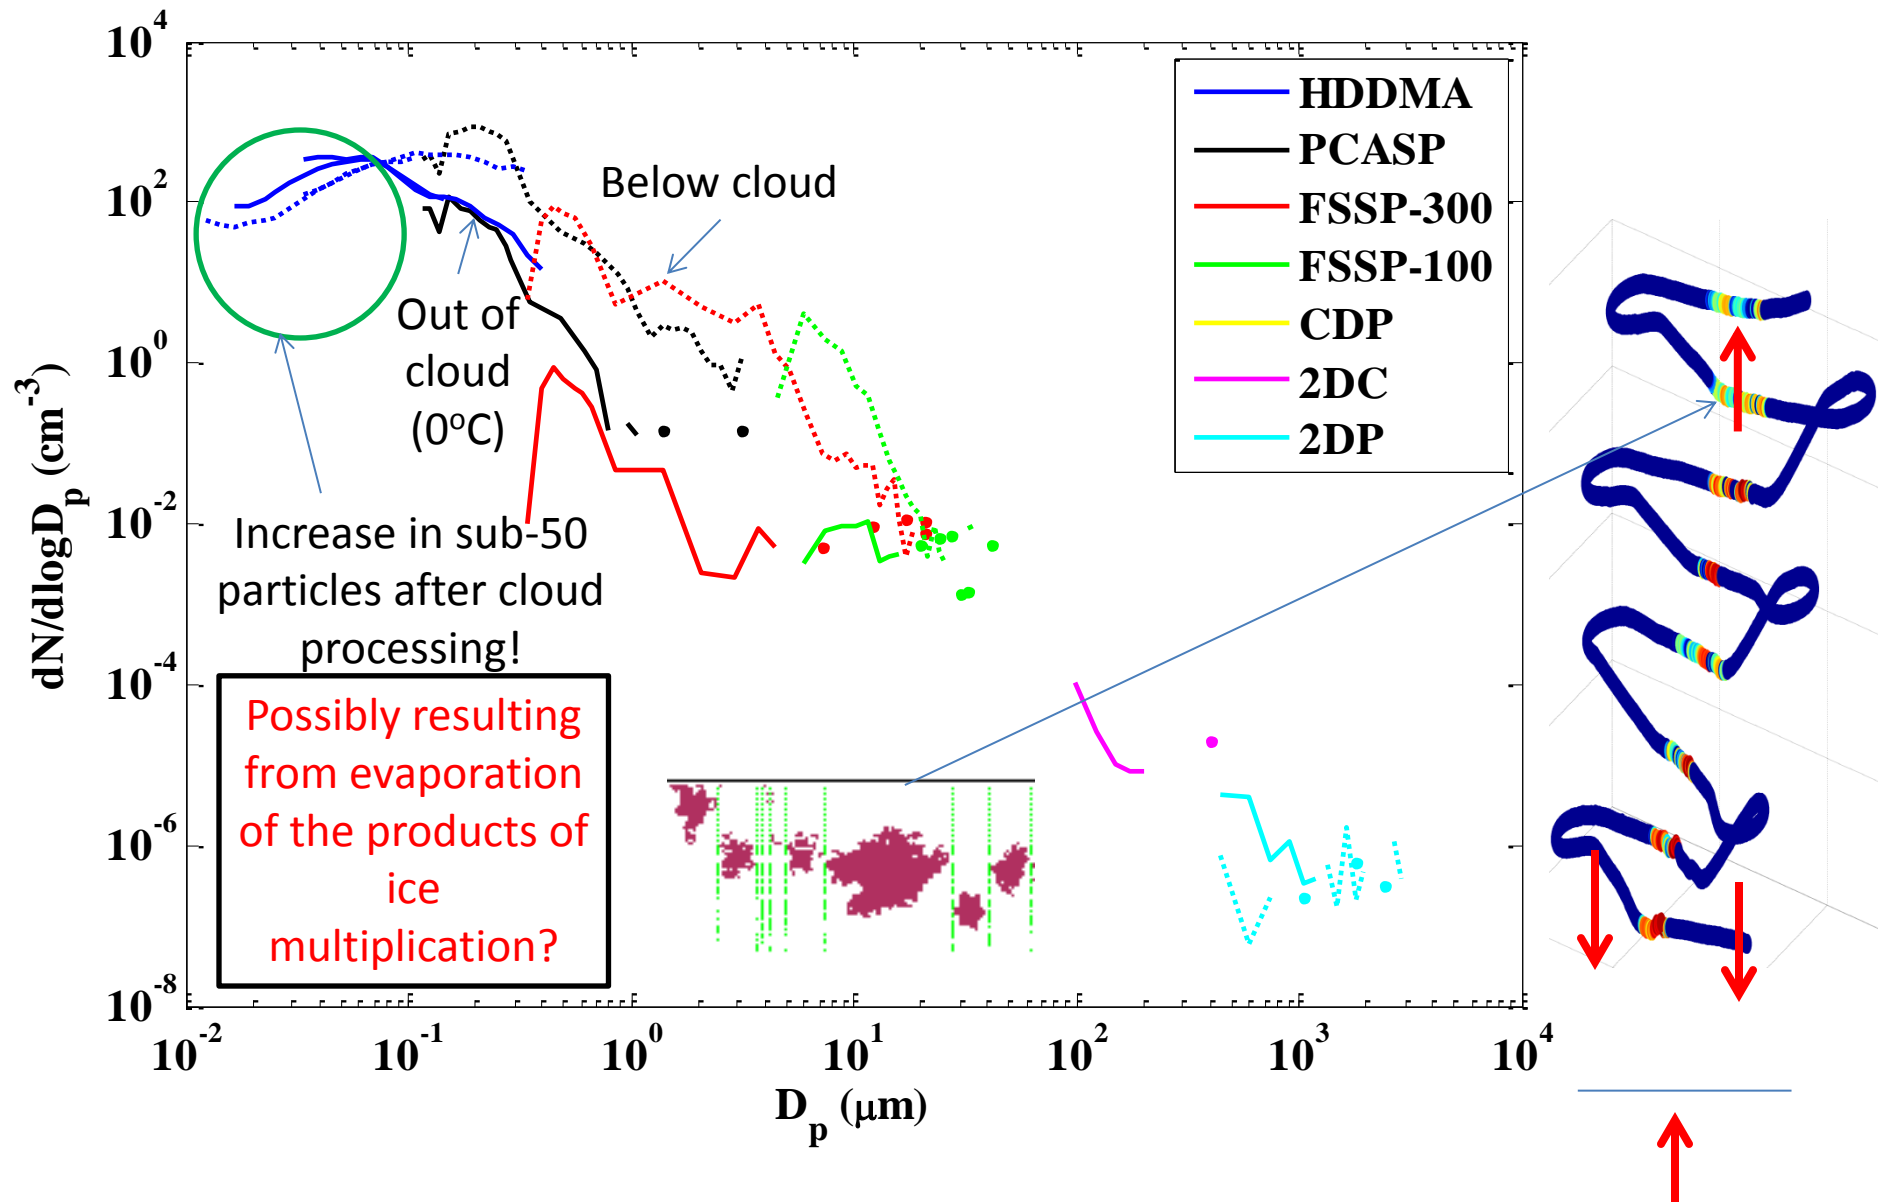 10^4
10^2
10^0
10^-2
10^-4
10^-6
10^-8
dN/dlogD_p (cm^-3)
10^-2
10^-1
10^0
10^1
10^2
10^3
10^4
D_p (μm)
HDDMA
PCASP
FSSP-300
FSSP-100
CDP
2DC
2DP
Below cloud
Out of
cloud
(0°C)
Increase in sub-50
particles after cloud
processing!
Possibly resulting
from evaporation
of the products of
ice
multiplication?